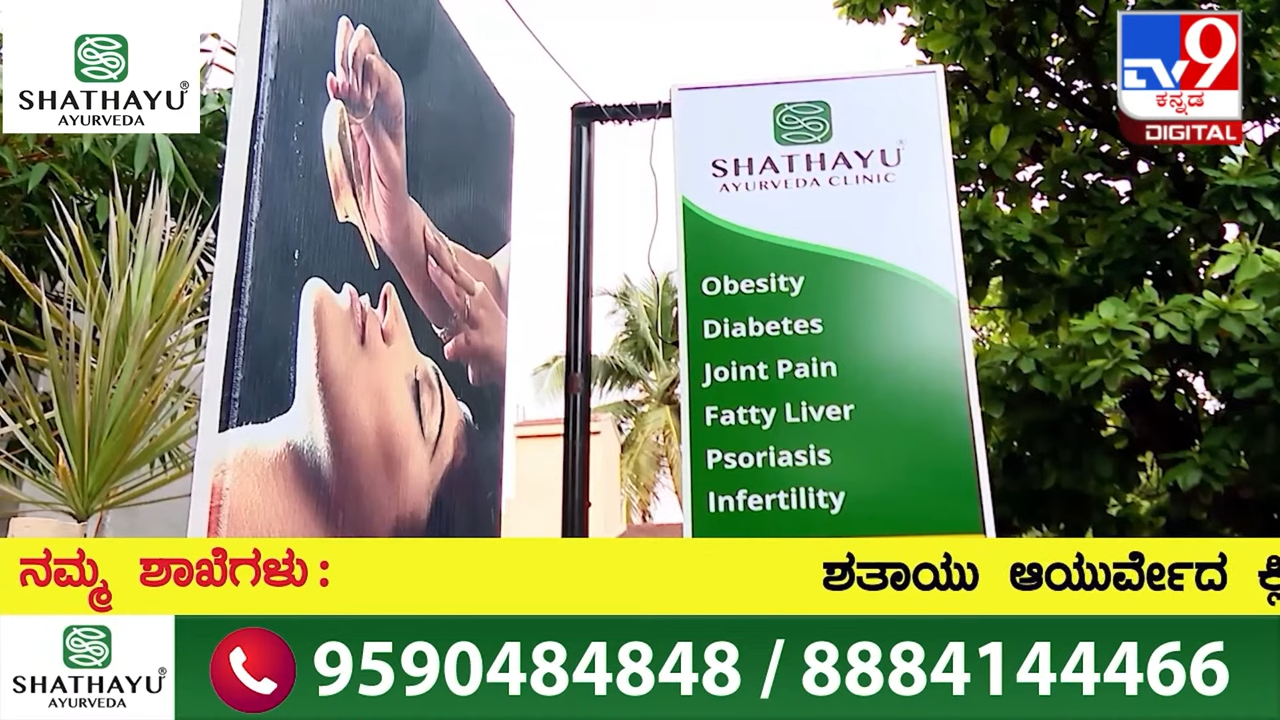 SHATHAYU®
AYURVEDA
TV9
ಕನ್ನಡ
DIGITAL
SHATHAYU®
AYURVEDA CLINIC
Obesity
Diabetes
Joint Pain
Fatty Liver
Psoriasis
Infertility
ನಮ್ಮ ಶಾಖೆಗಳು: ಶತಾಯು ಆಯುರ್ವೇದ
SHATHAYU®
AYURVEDA
9590484848 / 8884144466